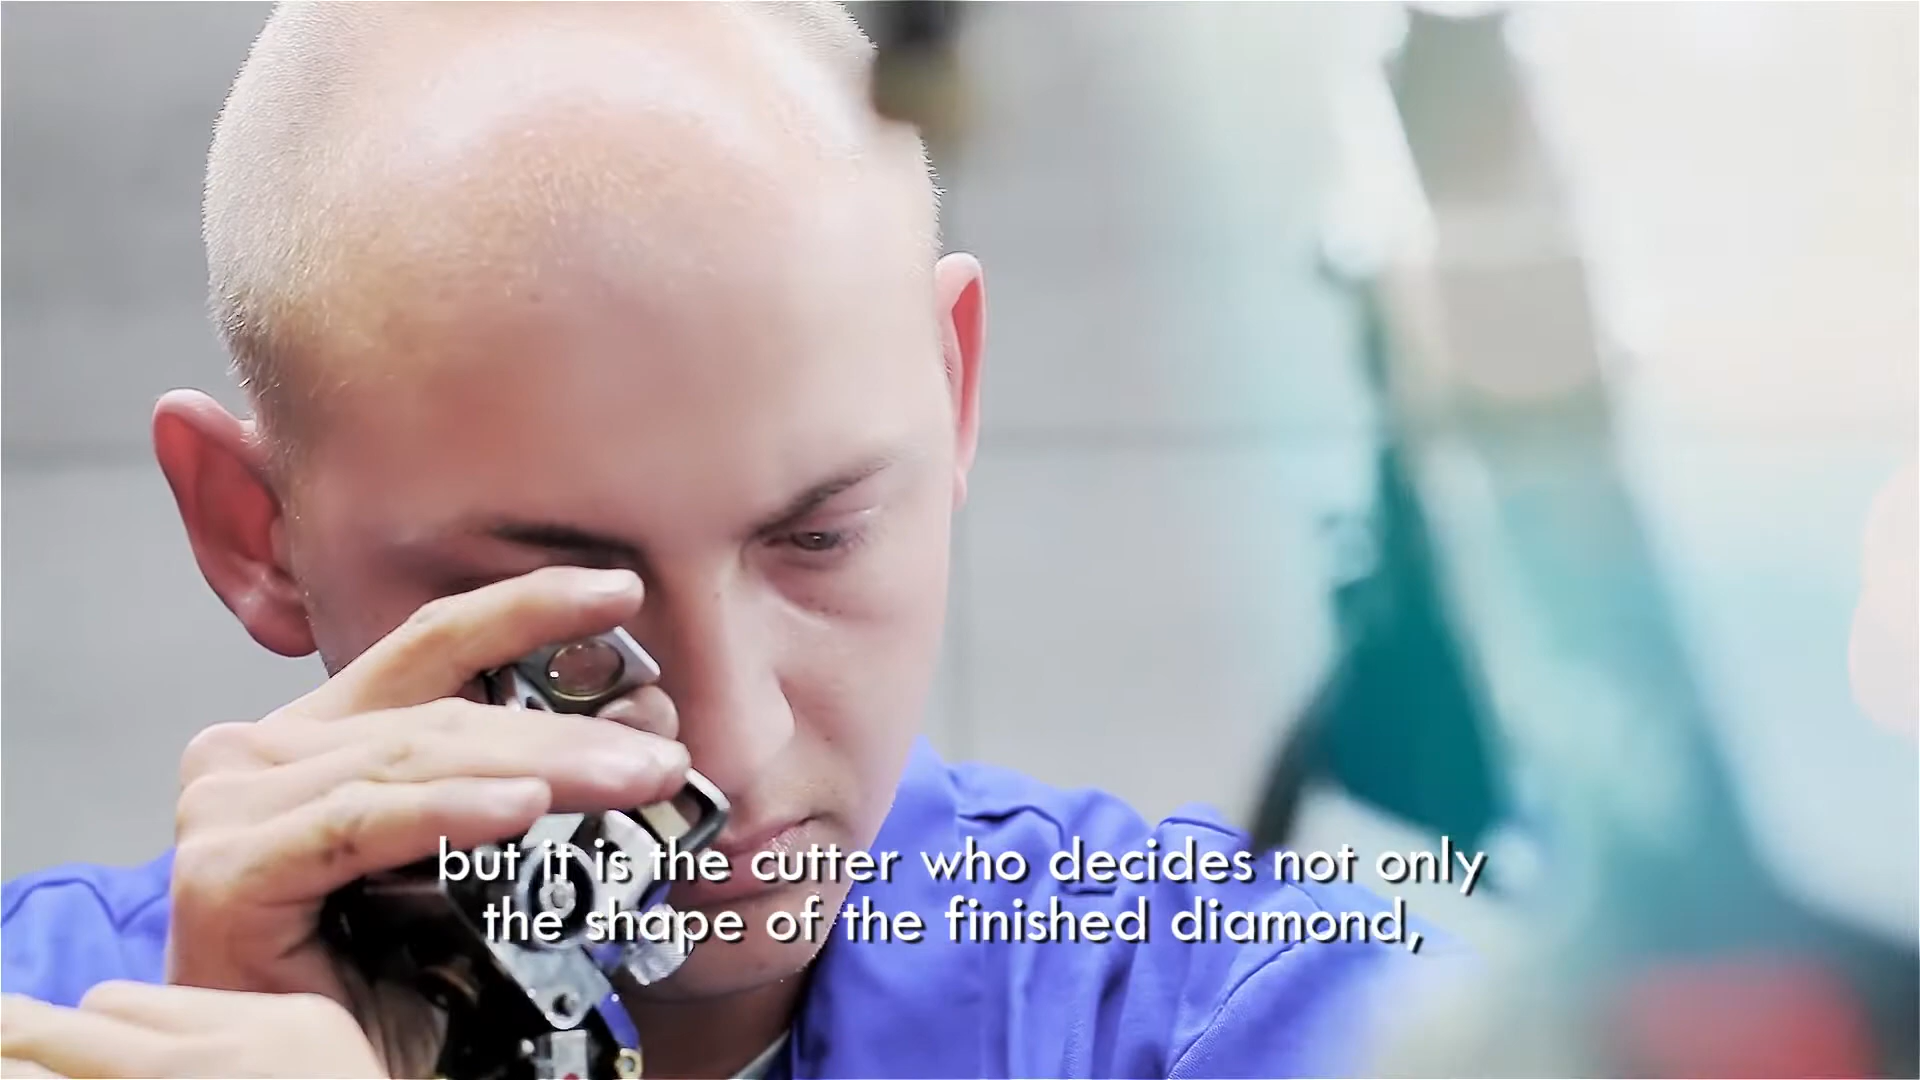 but it is the cutter who decides not only
the shape of the finished diamond,